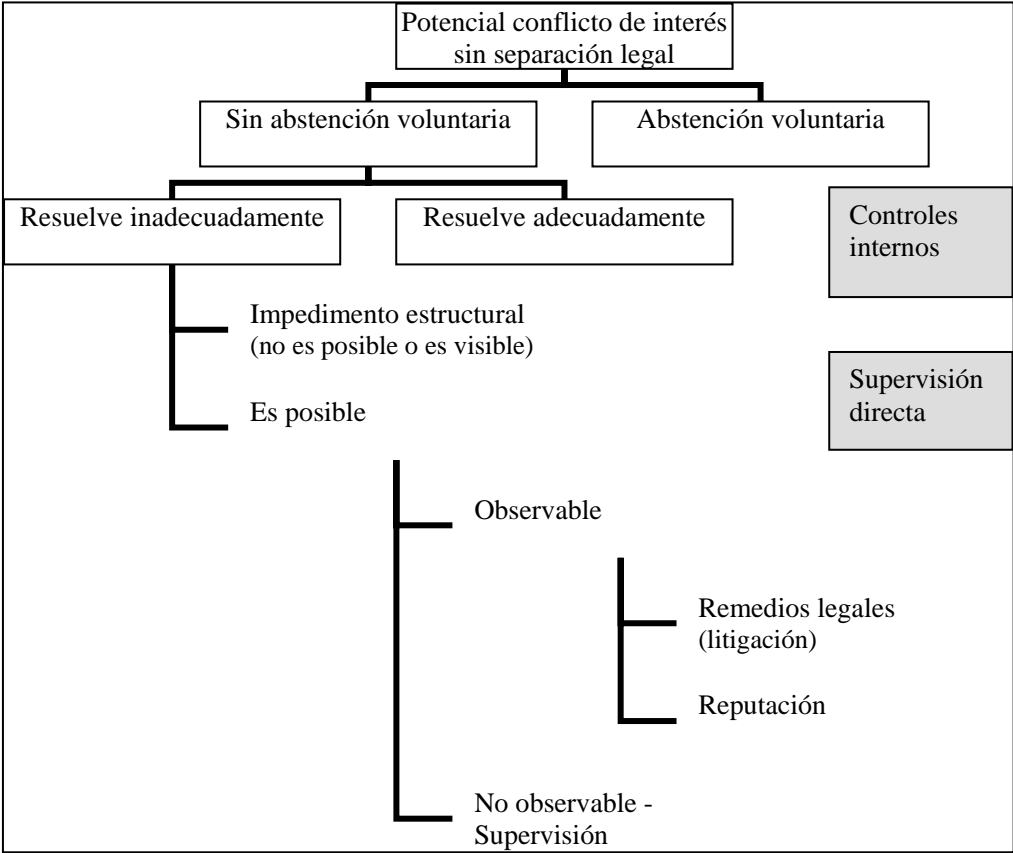 Potencial conflicto de interés
sin separación legal
Sin abstención voluntaria
Abstención voluntaria
Resuelve inadecuadamente
Resuelve adecuadamente
Controles
internos
Impedimento estructural
(no es posible o es visible)
Supervisión
directa
Es posible
Observable
Remedios legales
(litigación)
Reputación
No observable -
Supervisión